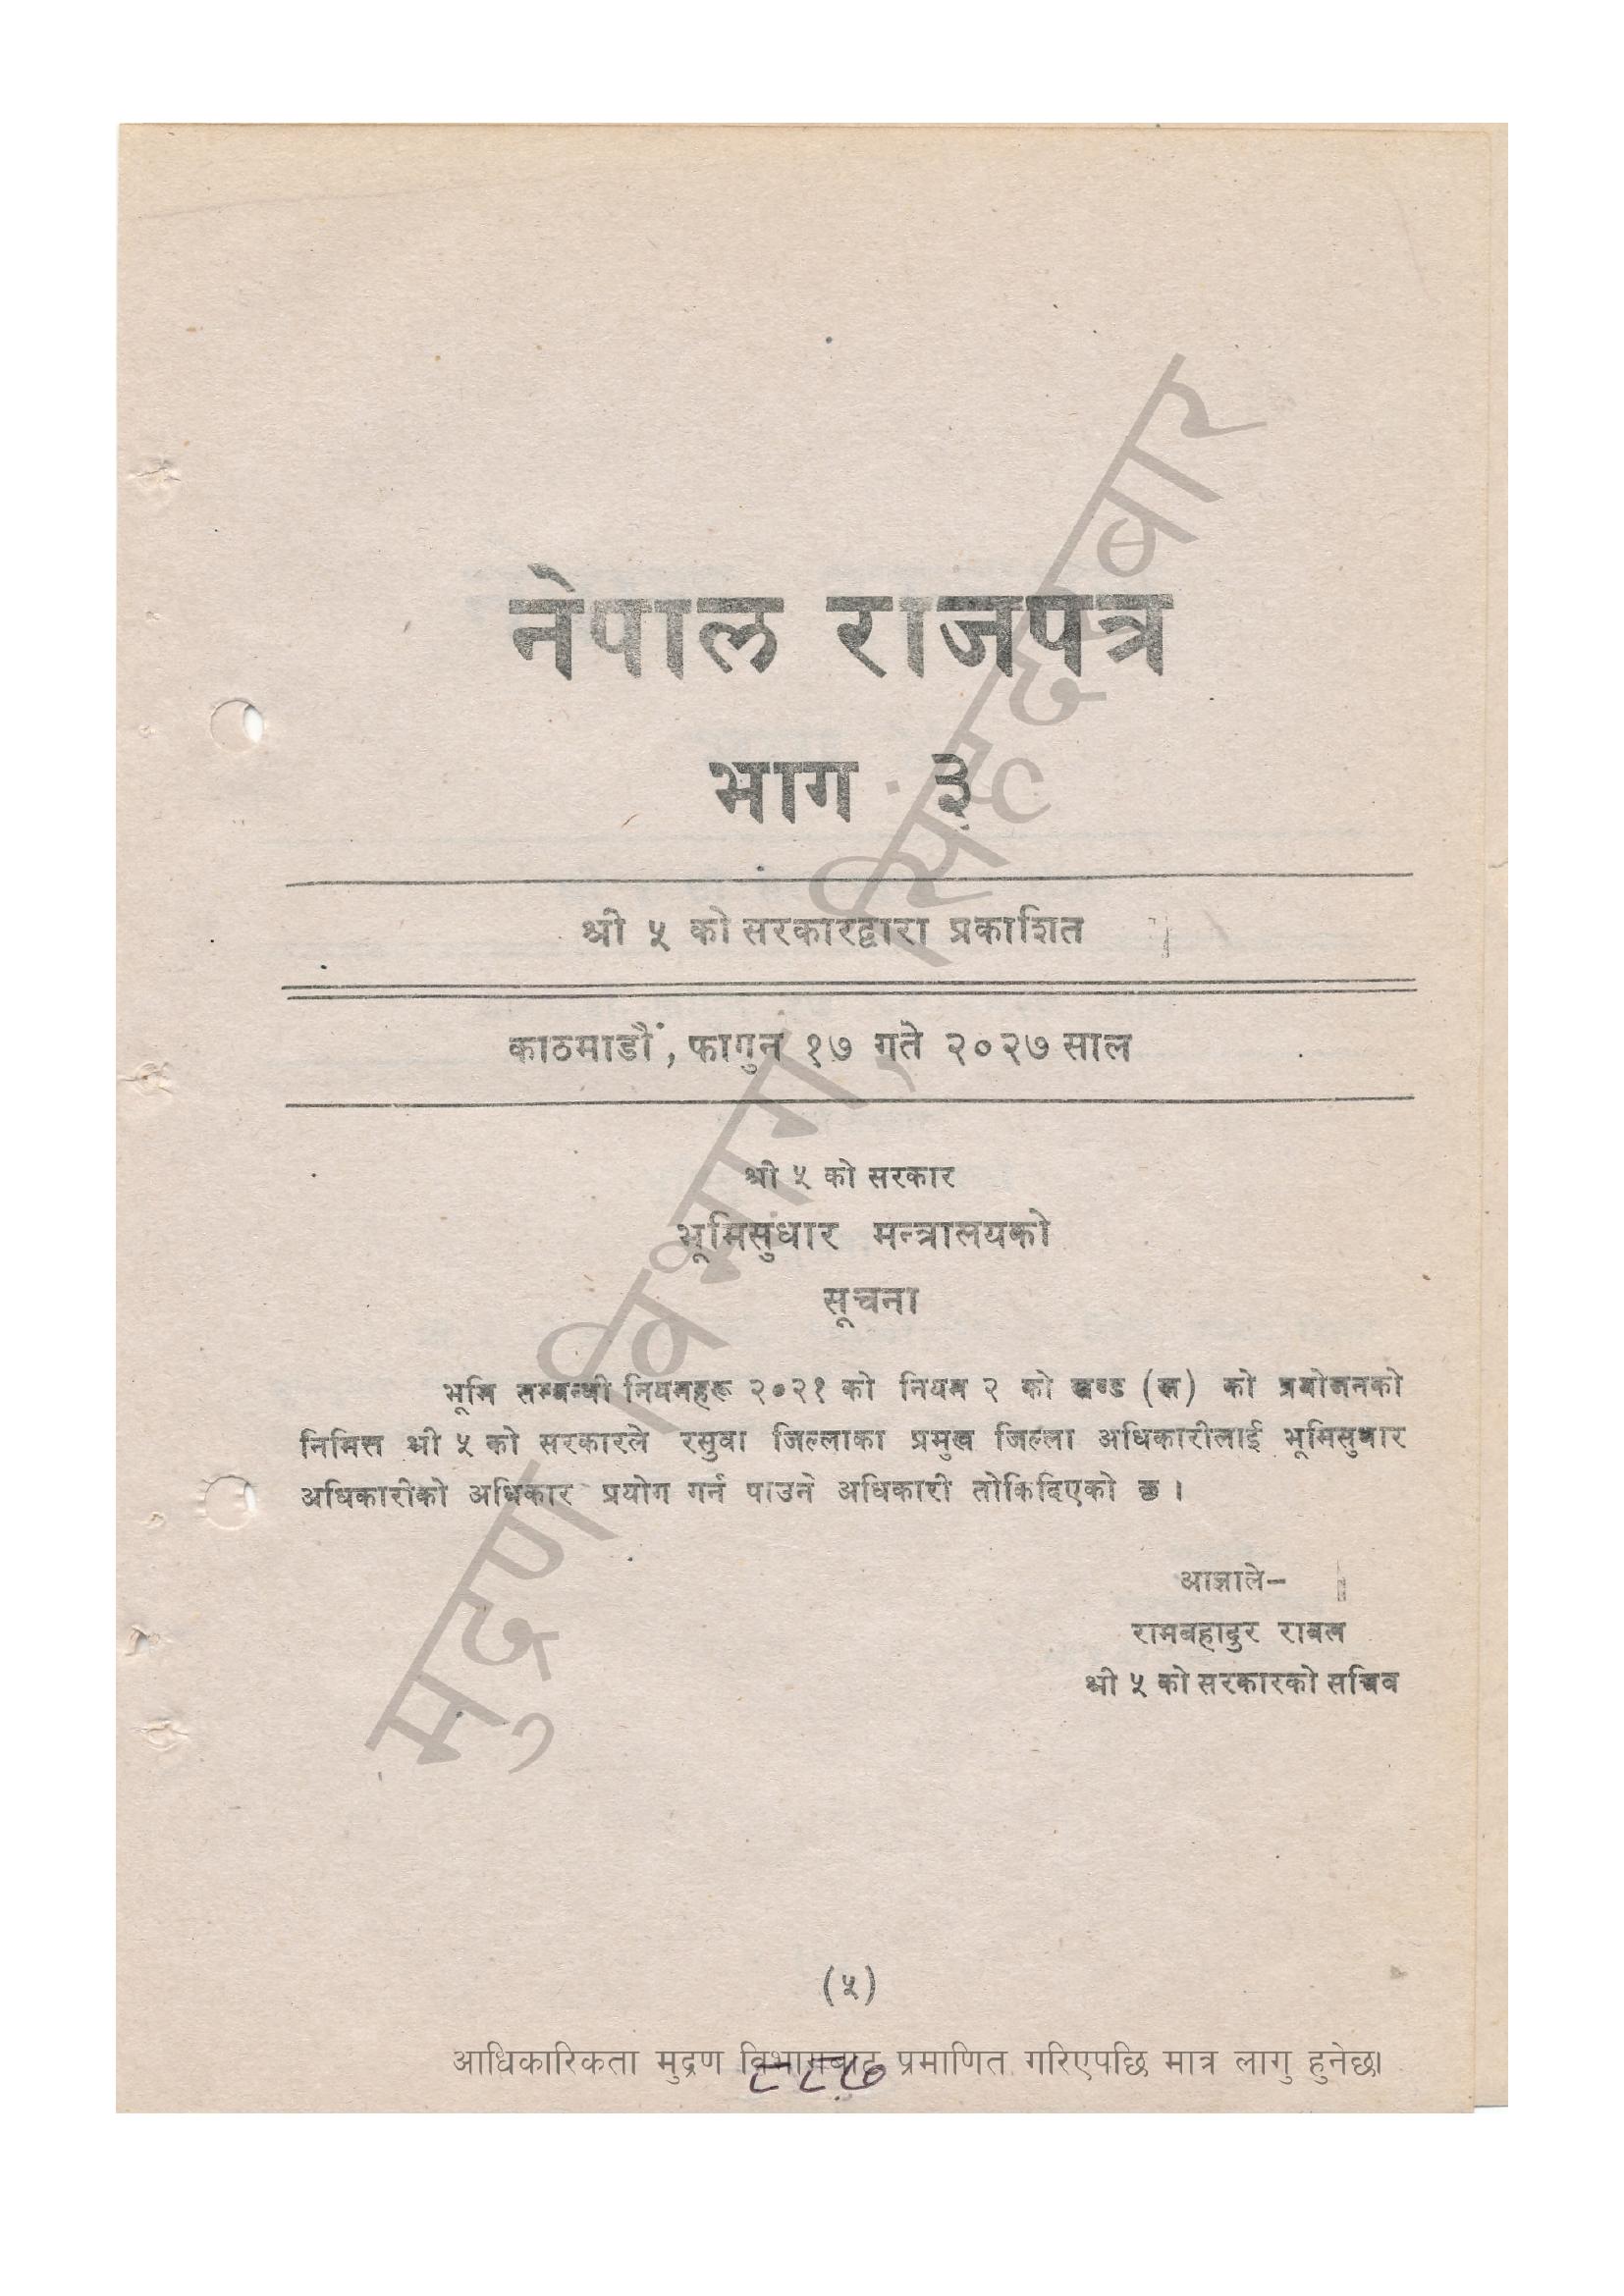 नेपाल राजपत्र
भाग ३
श्री ५ को सरकारद्वारा प्रकाशित
काठमाडौं, फागुन १७ गते २०२७ साल
श्री ५ को सरकार
भूमिसुधार मन्त्रालयको
सूचना
भूमि सम्बन्धी नियमहरू २०२१ को नियम २ को खण्ड (ख) को प्रयोजनको
निमित्त श्री ५ को सरकारले रसुवा जिल्लाका प्रमुख जिल्ला अधिकारीलाई भूमिसुधार
अधिकारीको अधिकार प्रयोग गर्न पाउने अधिकारी तोकिदिएको छ ।
आज्ञाले–
रामबहादुर रावल
श्री ५ को सरकारको सचिव
(५)
आधिकारिकता मुद्रण विभागबाट प्रमाणित गरिएपछि मात्र लागु हुनेछ।
मुद्रण विभाग, सिंहदरबार